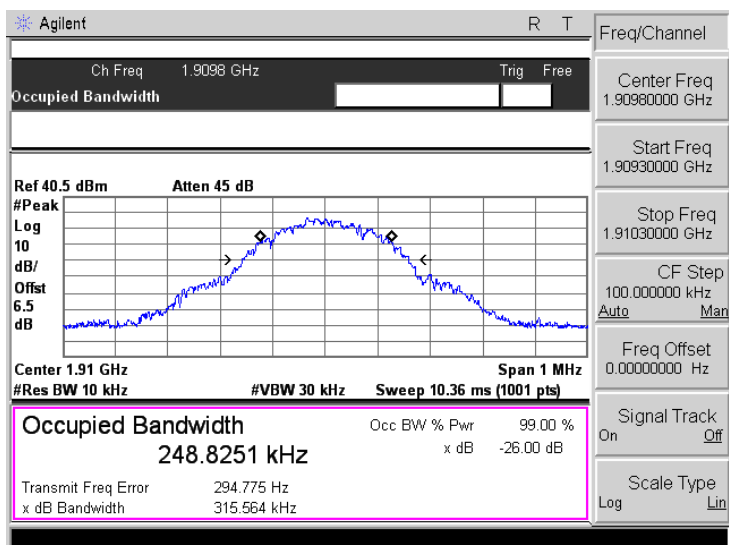 Agilent R T
Ch Freq 1.9098 GHz Trig Free
Occupied Bandwidth
Ref 40.5 dBm Atten 45 dB
#Peak
Log
10
dB/
Offst
6.5
dB
Center 1.91 GHz Span 1 MHz
#Res BW 10 kHz #VBW 30 kHz Sweep 10.36 ms (1001 pts)
Occupied Bandwidth Occ BW % Pwr 99.00 %
248.8251 kHz x dB -26.00 dB
Transmit Freq Error 294.775 Hz
x dB Bandwidth 315.564 kHz
Freq/Channel
Center Freq
1.90980000 GHz
Start Freq
1.90930000 GHz
Stop Freq
1.91030000 GHz
CF Step
100.000000 kHz
Auto Man
Freq Offset
0.00000000 Hz
Signal Track
On Off
Scale Type
Log Lin